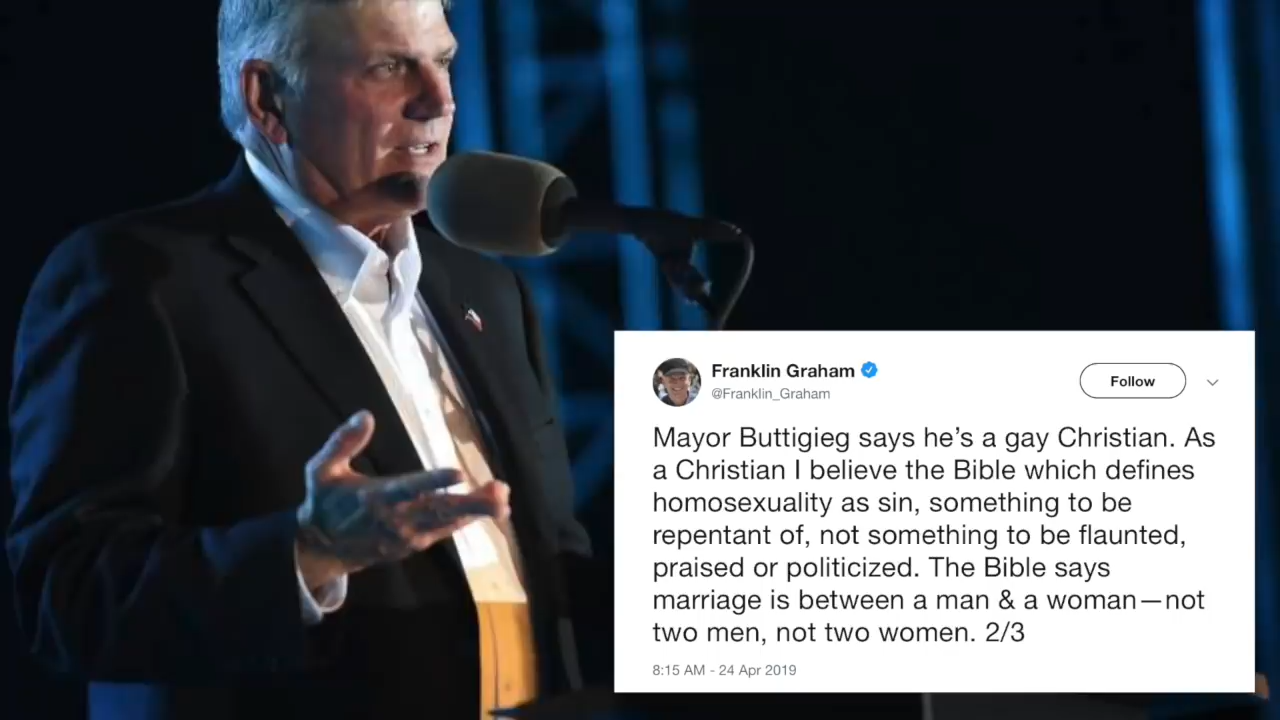 Franklin Graham
@Franklin_Graham
Follow
Mayor Buttigieg says he’s a gay Christian. As
a Christian I believe the Bible which defines
homosexuality as sin, something to be
repentant of, not something to be flaunted,
praised or politicized. The Bible says
marriage is between a man & a woman—not
two men, not two women. 2/3
8:15 AM - 24 Apr 2019